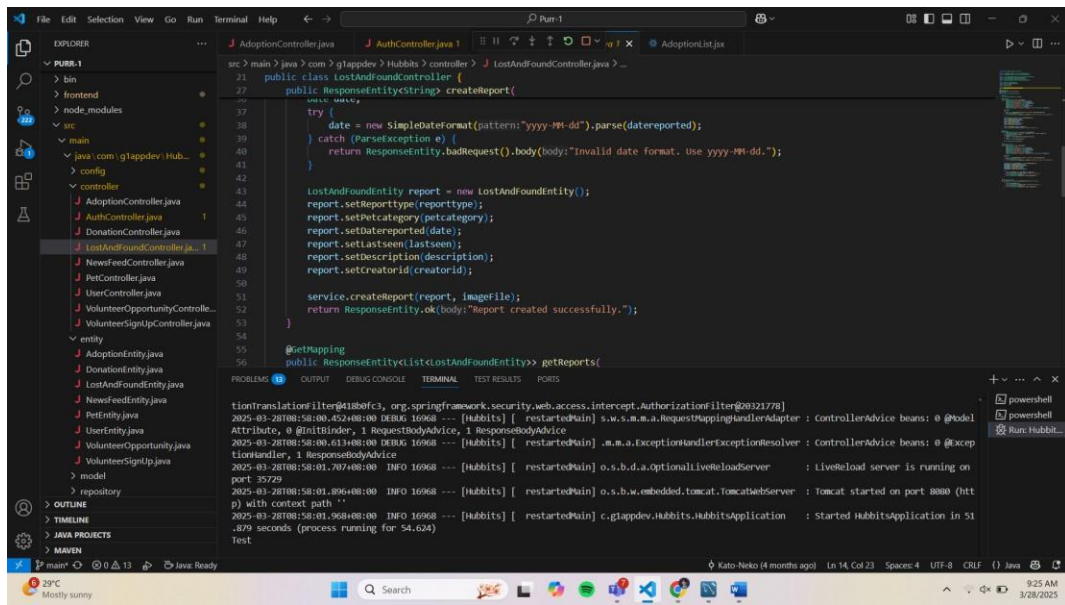 File Edit Selection View Go Run Terminal Help
Purr-1
EXPLORER
PURR-1
bin
frontend
node_modules
src
main
java \ com \ g1appdev \ Hub...
config
controller
AdoptionController.java
AuthController.java 1
DonationController.java
LostAndFoundController.ja... 1
NewsFeedController.java
PetController.java
UserController.java
VolunteerOpportunityControlle...
VolunteerSignUpController.java
entity
AdoptionEntity.java
DonationEntity.java
LostAndFoundEntity.java
NewsFeedEntity.java
PetEntity.java
UserEntity.java
VolunteerOpportunity.java
VolunteerSignUp.java
model
repository
OUTLINE
TIMELINE
JAVA PROJECTS
MAVEN
222
1
AdoptionController.java
AuthController.java 1
AdoptionList.jsx
src > main > java > com > g1appdev > Hubbits > controller > LostAndFoundController.java > ...
21 public class LostAndFoundController {
27 public ResponseEntity<String> createReport(
36 Date date;
37 try {
38 date = new SimpleDateFormat(pattern:"yyyy-MM-dd").parse(datereported);
39 } catch (ParseException e) {
40 return ResponseEntity.badRequest().body(body:"Invalid date format. Use yyyy-MM-dd.");
41 }
42
43 LostAndFoundEntity report = new LostAndFoundEntity();
44 report.setReporttype(reporttype);
45 report.setPetcategory(petcategory);
46 report.setDatereported(date);
47 report.setLastseen(lastseen);
48 report.setDescription(description);
49 report.setCreatorid(creatorid);
50
51 service.createReport(report, imageFile);
52 return ResponseEntity.ok(body:"Report created successfully.");
53 }
54
55 @GetMapping
56 public ResponseEntity<List<LostAndFoundEntity>> getReports(
PROBLEMS 13 OUTPUT DEBUG CONSOLE TERMINAL TEST RESULTS PORTS
powershell
powershell
Run: Hubbit...
tionTranslationFilter@418b0fc3, org.springframework.security.web.access.intercept.AuthorizationFilter@20321778]
2025-03-28T08:58:00.452+08:00 DEBUG 16968 --- [Hubbits] [ restartedMain] s.w.s.m.m.a.RequestMappingHandlerAdapter : ControllerAdvice beans: 0 @Model
Attribute, 0 @InitBinder, 1 RequestBodyAdvice, 1 ResponseBodyAdvice
2025-03-28T08:58:00.613+08:00 DEBUG 16968 --- [Hubbits] [ restartedMain] .m.m.a.ExceptionHandlerExceptionResolver : ControllerAdvice beans: 0 @Excep
tionHandler, 1 ResponseBodyAdvice
2025-03-28T08:58:01.707+08:00 INFO 16968 --- [Hubbits] [ restartedMain] o.s.b.d.a.OptionalLiveReloadServer : LiveReload server is running on
port 35729
2025-03-28T08:58:01.896+08:00 INFO 16968 --- [Hubbits] [ restartedMain] o.s.b.w.embedded.tomcat.TomcatWebServer : Tomcat started on port 8080 (htt
p) with context path ''
2025-03-28T08:58:01.968+08:00 INFO 16968 --- [Hubbits] [ restartedMain] c.g1appdev.Hubbits.HubbitsApplication : Started HubbitsApplication in 51
.879 seconds (process running for 54.624)
Test
main* 0 13 Java: Ready
Kato-Neko (4 months ago) Ln 14, Col 23 Spaces: 4 UTF-8 CRLF {} Java
6
29°C
Mostly sunny
Search
9:25 AM
3/28/2025